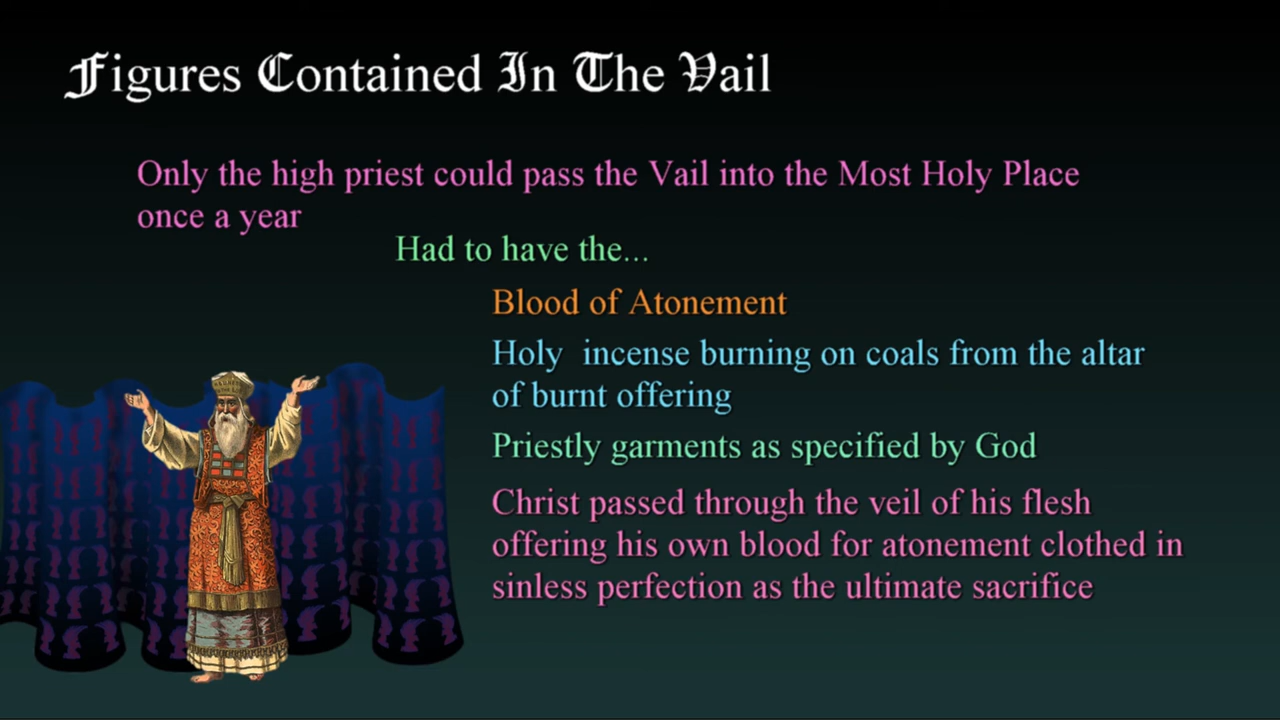 Figures Contained In The Vail
Only the high priest could pass the Vail into the Most Holy Place
once a year
Had to have the...
Blood of Atonement
Holy  incense burning on coals from the altar
of burnt offering
Priestly garments as specified by God
Christ passed through the veil of his flesh
offering his own blood for atonement clothed in
sinless perfection as the ultimate sacrifice